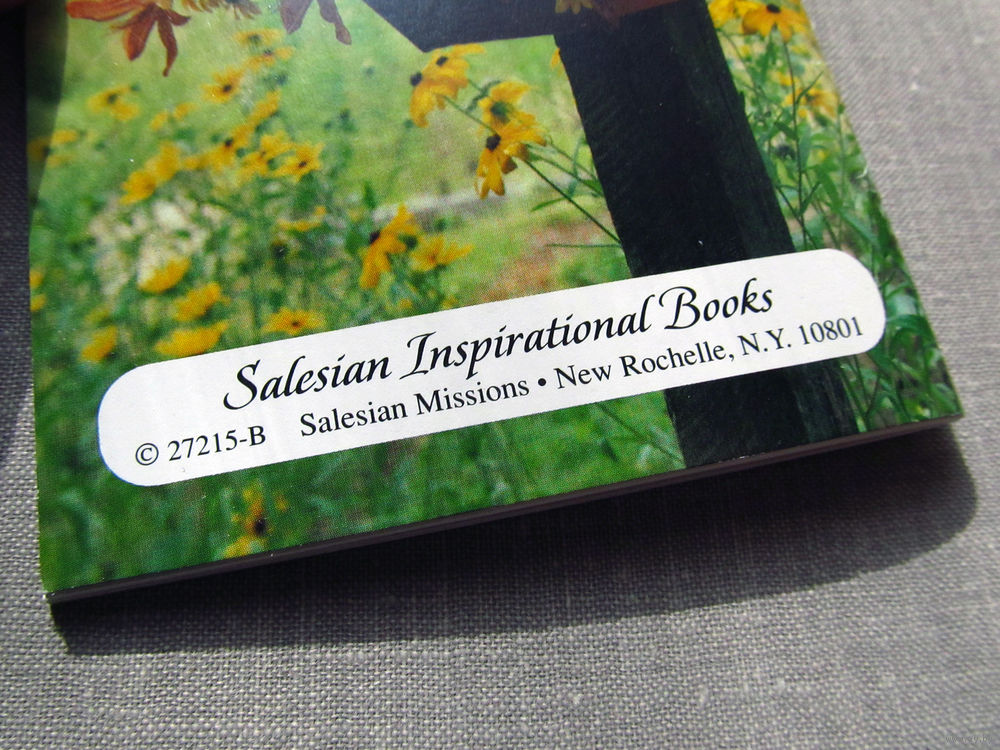 Salesian Inspirational Books
© 27215-B Salesian Missions • New Rochelle, N.Y. 10801